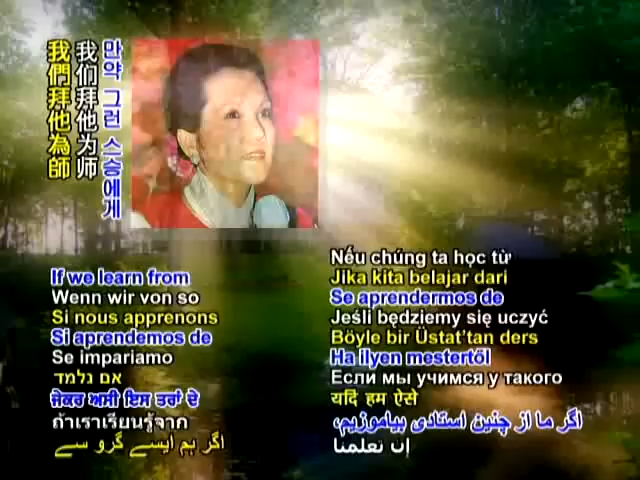 我們拜他為師
我们拜他为师
만약 그런 스승에게
If we learn from
Wenn wir von so
Si nous apprenons
Si aprendemos de
Se impariamo
אם נלמד
ਜੇਕਰ ਅਸੀ ਇਸ ਤਰਾਂ ਦੇ
ถ้าเราเรียนรู้จาก
اگر ہم ایسے گرو سے
Nếu chúng ta học từ
Jika kita belajar dari
Se aprendermos de
Jeśli będziemy się uczyć
Böyle bir Üstat'tan ders
Ha ilyen mestertől
Если мы учимся у такого
यदि हम ऐसे
اگر ما از چنین استادی بیاموزیم،
إن تعلمنا